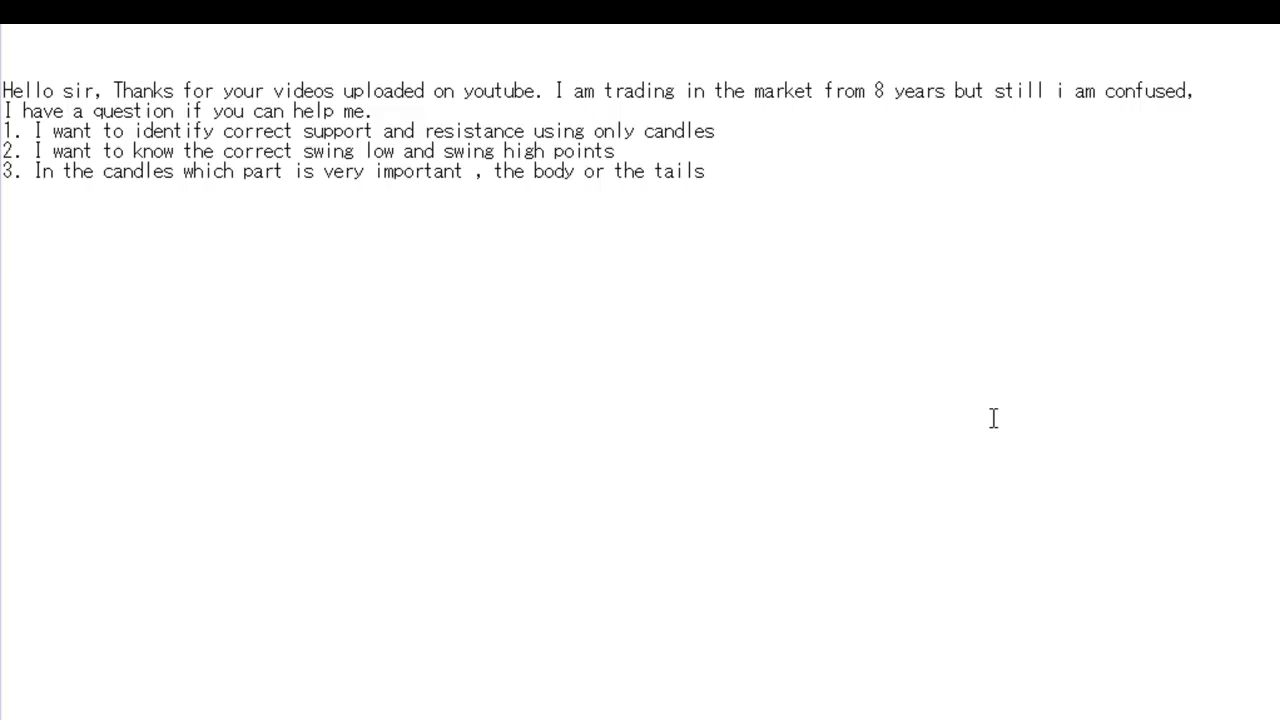 Hello sir, Thanks for your videos uploaded on youtube. I am trading in the market from 8 years but still i am confused,
I have a question if you can help me.
1. I want to identify correct support and resistance using only candles
2. I want to know the correct swing low and swing high points
3. In the candles which part is very important , the body or the tails